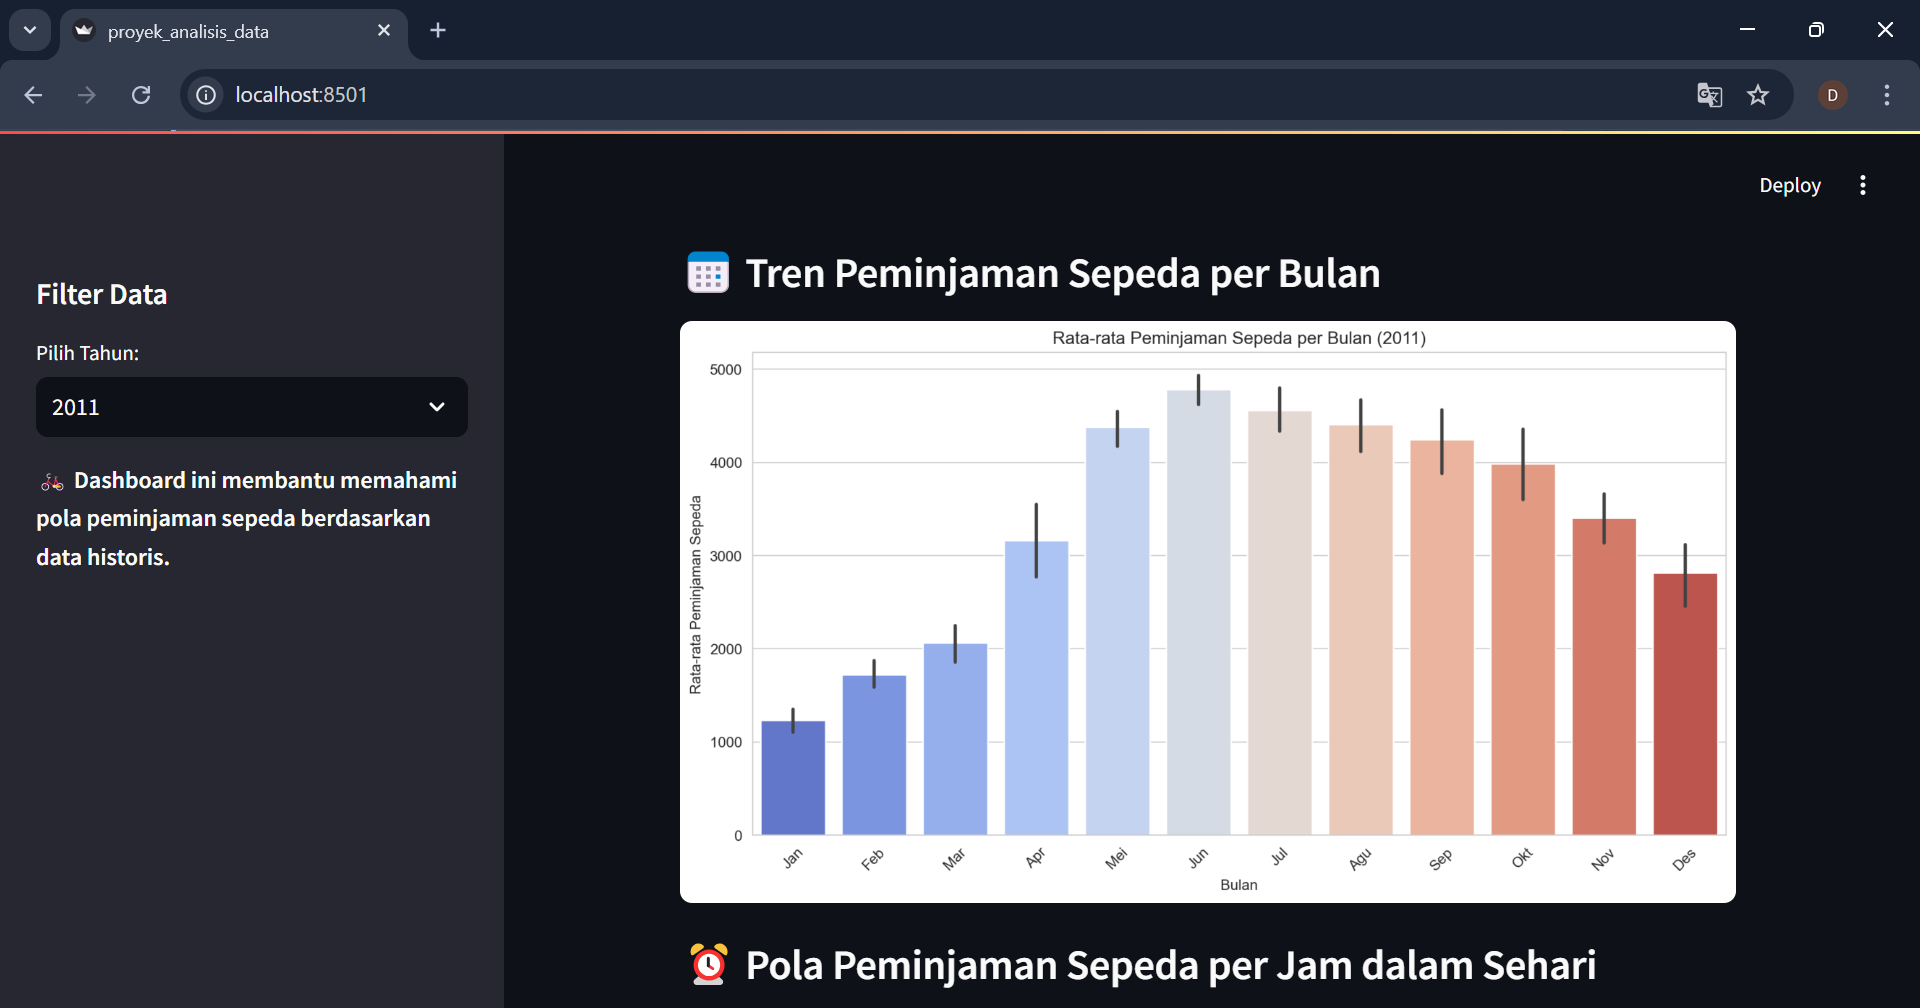 proyek_analisis_data
localhost:8501
D
Deploy
Filter Data
Pilih Tahun:
2011
Dashboard ini membantu memahami
pola peminjaman sepeda berdasarkan
data historis.
Tren Peminjaman Sepeda per Bulan
Rata-rata Peminjaman Sepeda per Bulan (2011)
Rata-rata Peminjaman Sepeda
5000
4000
3000
2000
1000
0
Jan Feb Mar Apr Mei Jun Jul Agu Sep Okt Nov Des
Bulan
Pola Peminjaman Sepeda per Jam dalam Sehari